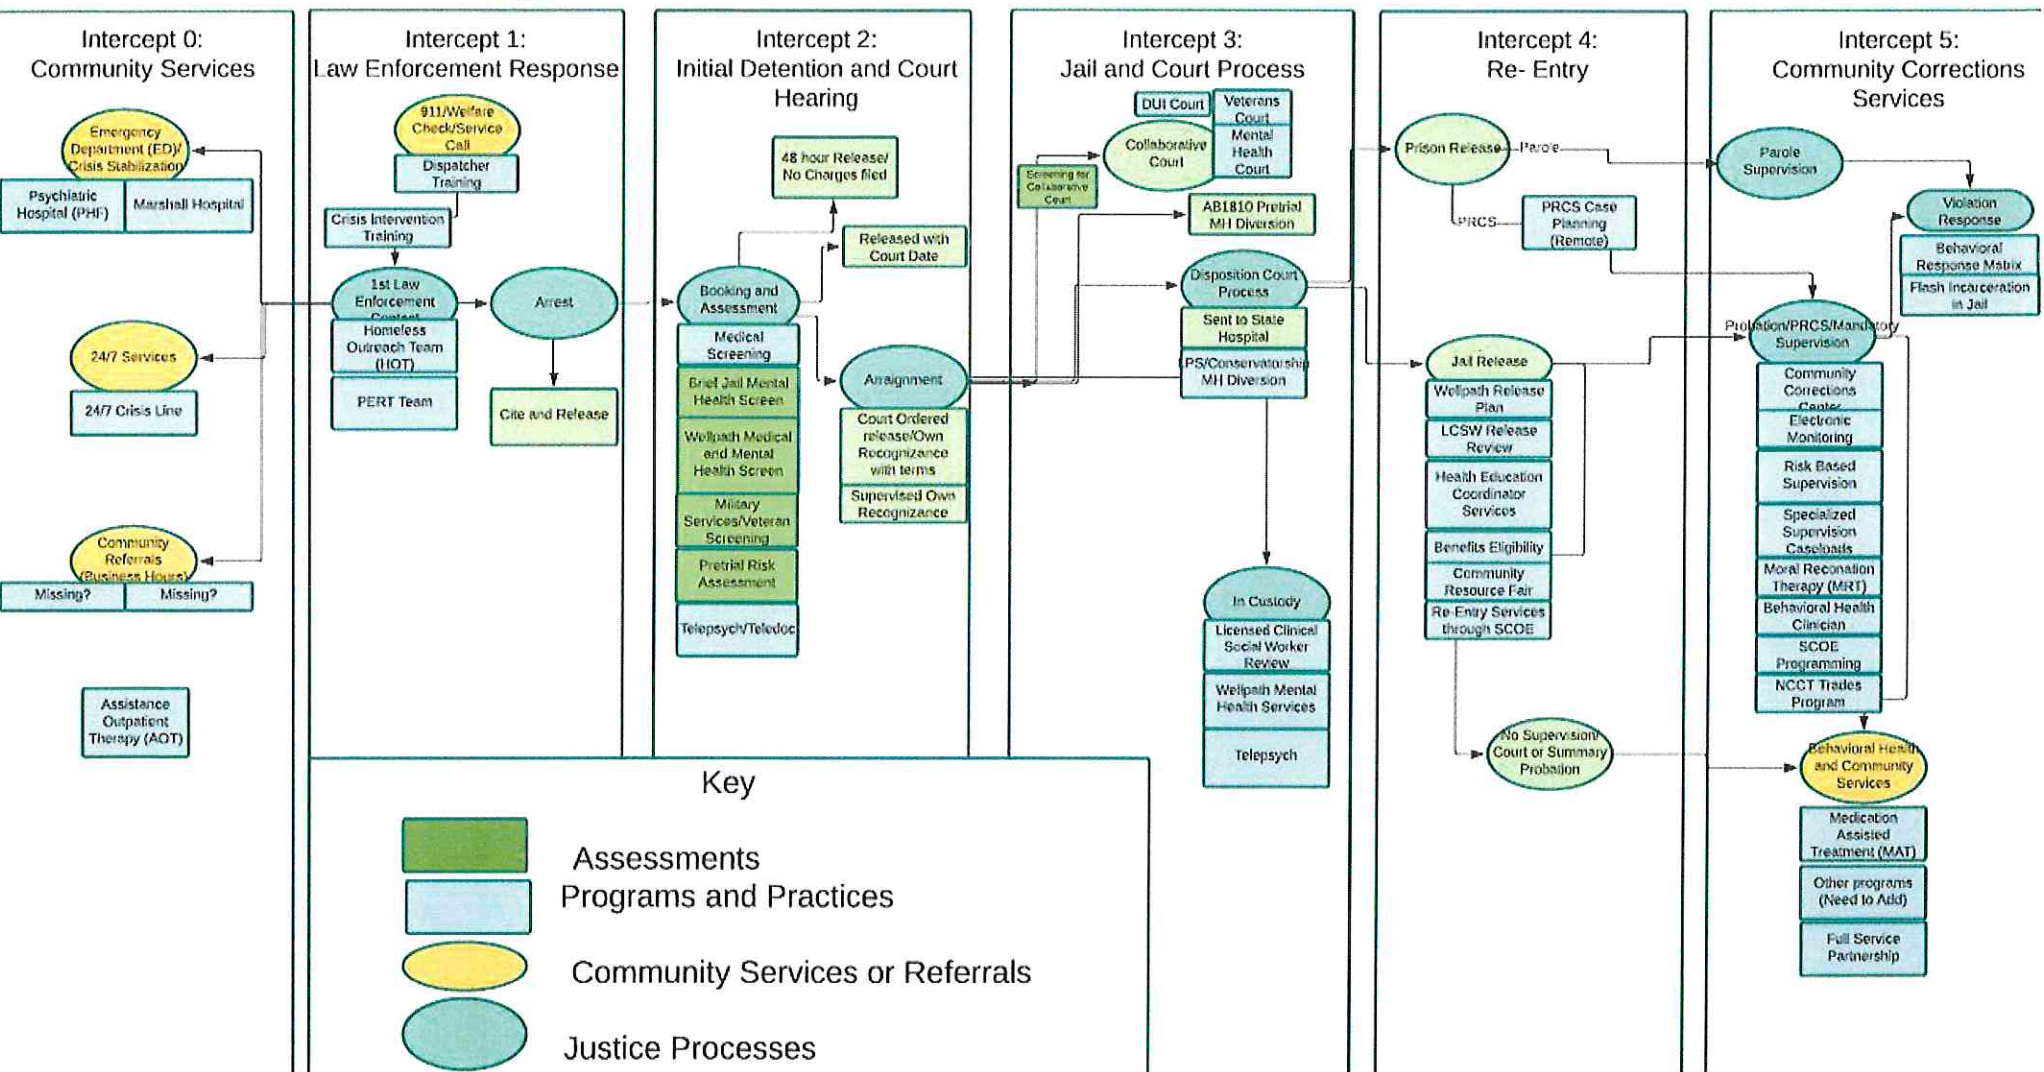 Intercept 0:
Community Services
Emergency
Department (ED)/
Crisis Stabilization
Psychiatric
Hospital (PHF)
Marshall Hospital
24/7 Services
24/7 Crisis Line
Community
Referrals
(Business Hours)
Missing?
Missing?
Assistance
Outpatient
Therapy (AOT)
Intercept 1:
Law Enforcement Response
911/Welfare
Check/Service
Call
Dispatcher
Training
Crisis Intervention
Training
1st Law
Enforcement
Contact
Homeless
Outreach Team
(HOT)
PERT Team
Arrest
Cite and Release
Intercept 2:
Initial Detention and Court
Hearing
48 hour Release/
No Charges filed
Released with
Court Date
Booking and
Assessment
Medical
Screening
Brief Jail Mental
Health Screen
Wellpath Medical
and Mental
Health Screen
Military
Services/Veteran
Screening
Pretrial Risk
Assessment
Telepsych/Teledoc
Arraignment
Court Ordered
release/Own
Recognizance
with terms
Supervised Own
Recognizance
Intercept 3:
Jail and Court Process
DUI Court
Veterans
Court
Collaborative
Court
Mental
Health
Court
Screening for
Collaborative
Court
AB1810 Pretrial
MH Diversion
Disposition Court
Process
Sent to State
Hospital
LPS/Conservatorship
MH Diversion
In Custody
Licensed Clinical
Social Worker
Review
Wellpath Mental
Health Services
Telepsych
Intercept 4:
Re- Entry
Prison Release
Parole
PRCS
PRCS Case
Planning
(Remote)
Jail Release
Wellpath Release
Plan
LCSW Release
Review
Health Education
Coordinator
Services
Benefits Eligibility
Community
Resource Fair
Re-Entry Services
through SCOE
No Supervision/
Court or Summary
Probation
Intercept 5:
Community Corrections
Services
Parole
Supervision
Violation
Response
Behavioral
Response Matrix
Flash Incarceration
in Jail
Probation/PRCS/Mandatory
Supervision
Community
Corrections
Center
Electronic
Monitoring
Risk Based
Supervision
Specialized
Supervision
Caseloads
Moral Reconation
Therapy (MRT)
Behavioral Health
Clinician
SCOE
Programming
NCCT Trades
Program
Behavioral Health
and Community
Services
Medication
Assisted
Treatment (MAT)
Other programs
(Need to Add)
Full Service
Partnership
Key
Assessments
Programs and Practices
Community Services or Referrals
Justice Processes